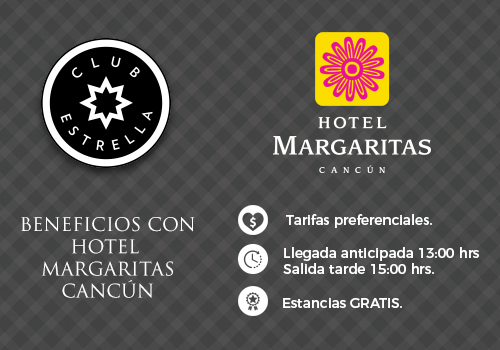 CLUB
ESTRELLA
HOTEL
MARGARITAS
CANCÚN
BENEFICIOS CON
HOTEL
MARGARITAS
CANCÚN
$
Tarifas preferenciales.
Llegada anticipada 13:00 hrs
Salida tarde 15:00 hrs.
Estancias GRATIS.